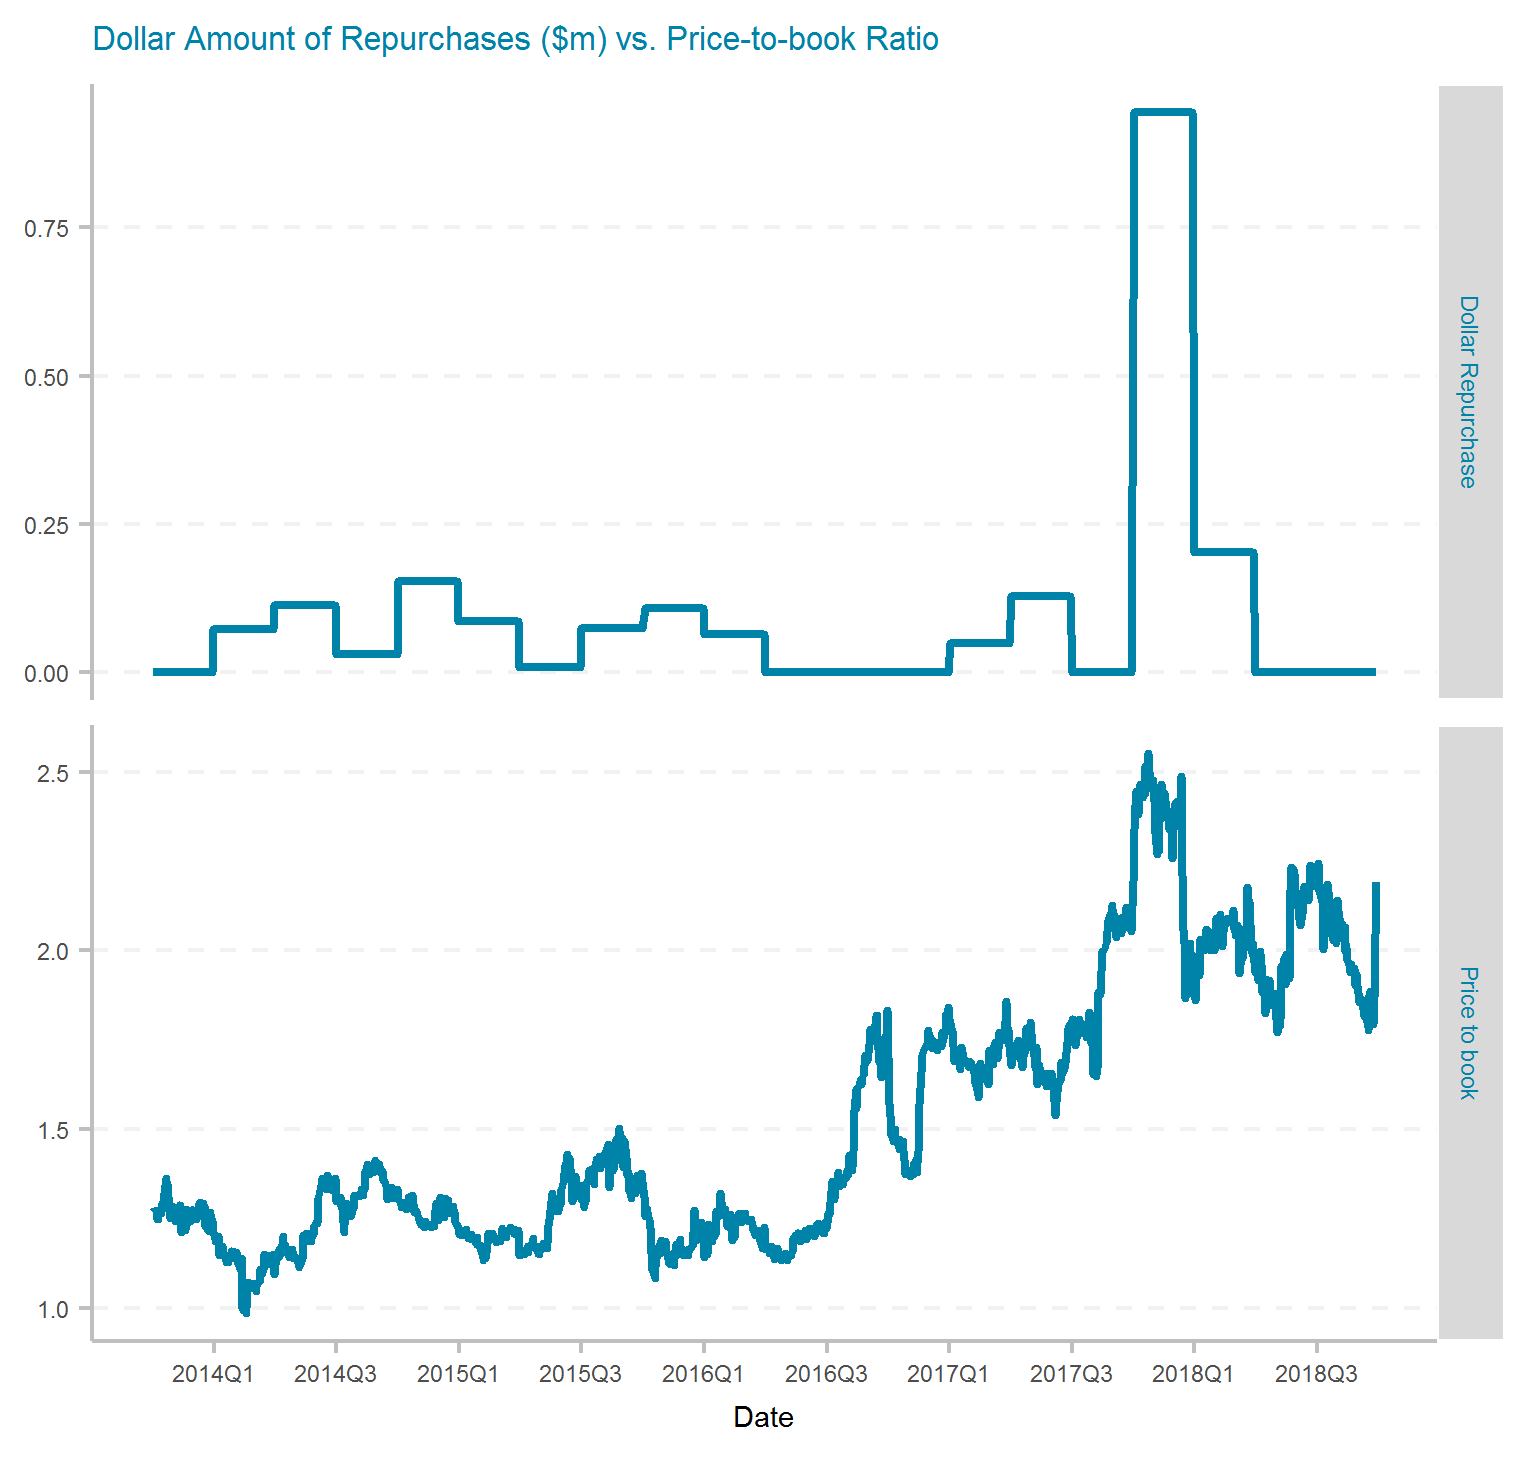 Dollar Amount of Repurchases ($m) vs. Price-to-book Ratio
0.75
0.50
0.25
0.00
Dollar Repurchase
2.5
2.0
1.5
1.0
Price to book
2014Q1 2014Q3 2015Q1 2015Q3 2016Q1 2016Q3 2017Q1 2017Q3 2018Q1 2018Q3
Date